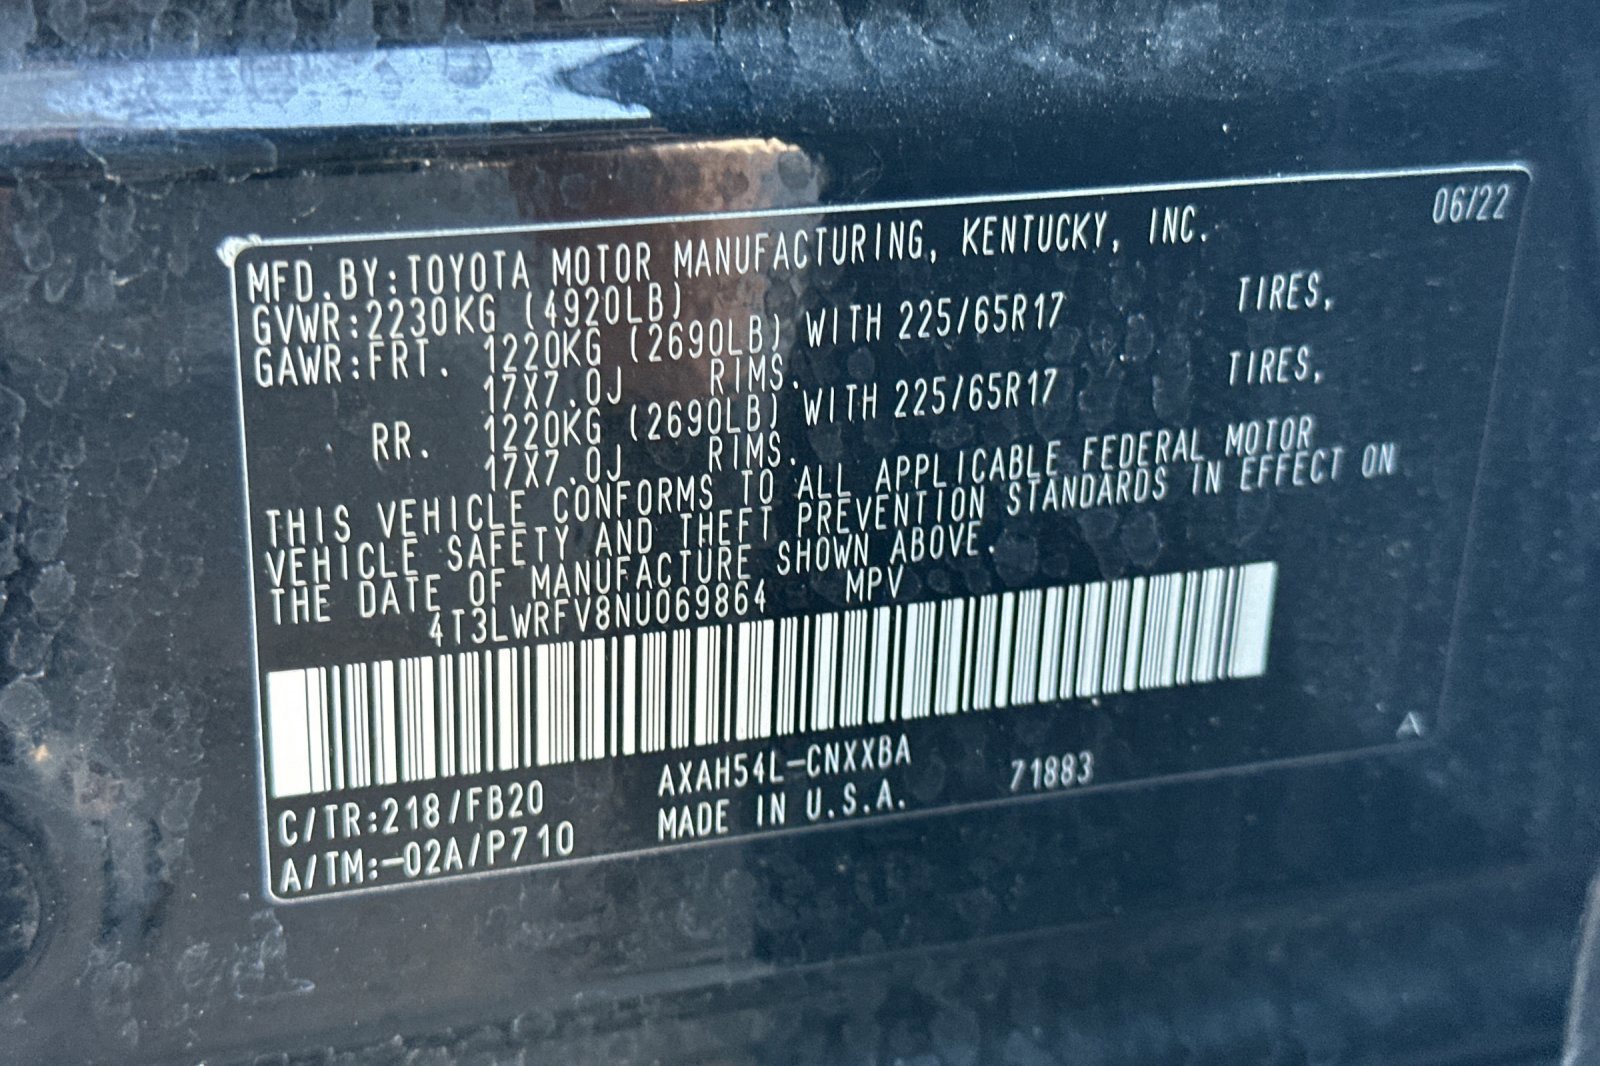 06/22
MFD.BY:TOYOTA MOTOR MANUFACTURING, KENTUCKY, INC.
GVWR:2230KG (4920LB)
GAWR:FRT. 1220KG (2690LB) WITH 225/65R17 TIRES,
17X7.0J RIMS.
RR. 1220KG (2690LB) WITH 225/65R17 TIRES,
17X7.0J RIMS.
THIS VEHICLE CONFORMS TO ALL APPLICABLE FEDERAL MOTOR
VEHICLE SAFETY AND THEFT PREVENTION STANDARDS IN EFFECT ON
THE DATE OF MANUFACTURE SHOWN ABOVE.
4T3LWRFV8NU069864 MPV
C/TR:218/FB20 AXAH54L-CNXXBA 71883
A/TM:-02A/P710 MADE IN U.S.A.
A